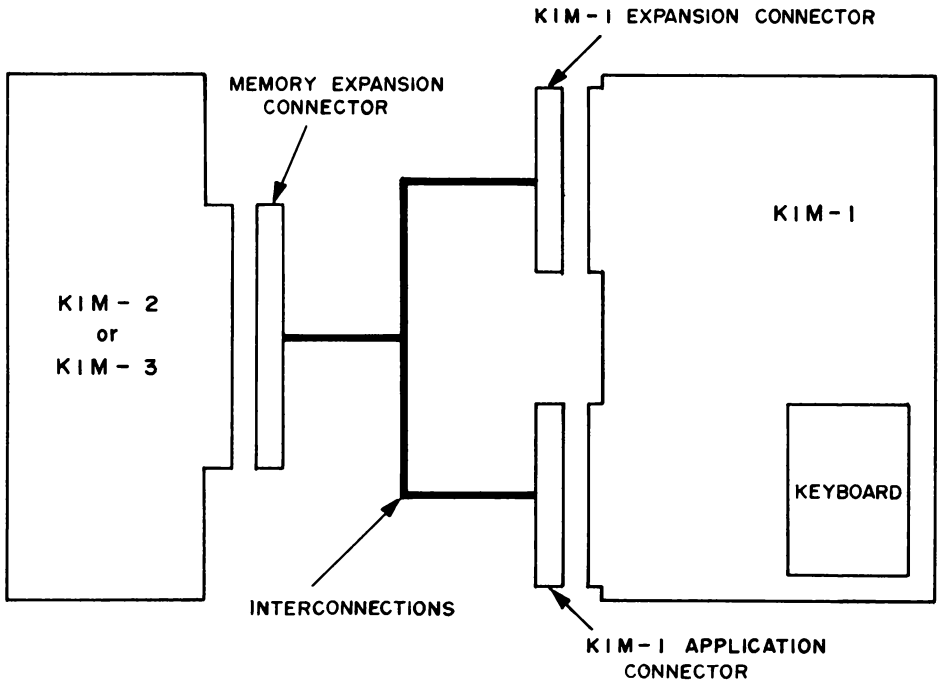 KIM-1 EXPANSION CONNECTOR
MEMORY EXPANSION
CONNECTOR
KIM-1
KIM-2
or
KIM-3
KEYBOARD
INTERCONNECTIONS
KIM-1 APPLICATION
CONNECTOR